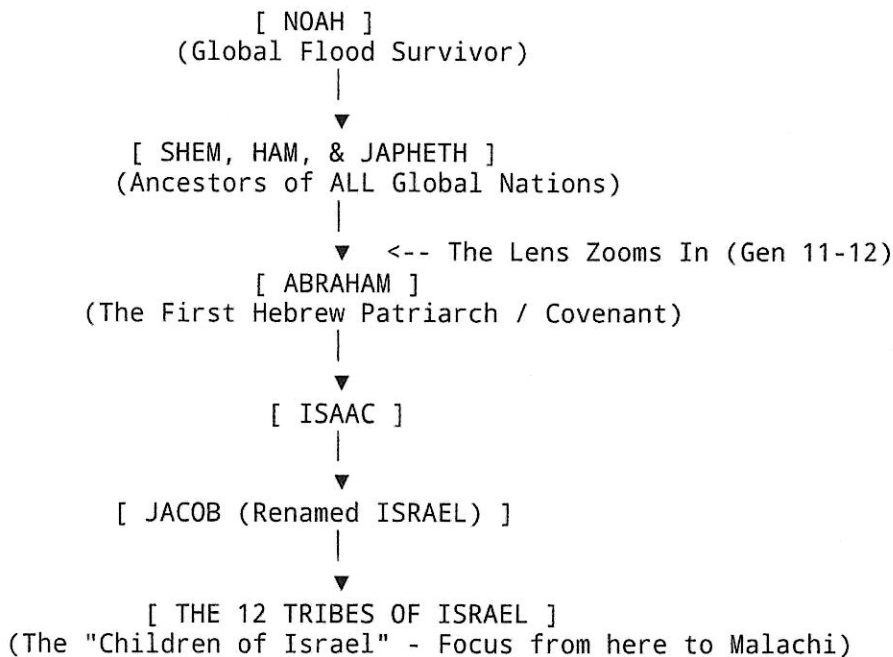 [ NOAH ]
(Global Flood Survivor)
[ SHEM, HAM, & JAPHETH ]
(Ancestors of ALL Global Nations)
<-- The Lens Zooms In (Gen 11-12)
[ ABRAHAM ]
(The First Hebrew Patriarch / Covenant)
[ ISAAC ]
[ JACOB (Renamed ISRAEL) ]
[ THE 12 TRIBES OF ISRAEL ]
(The "Children of Israel" - Focus from here to Malachi)